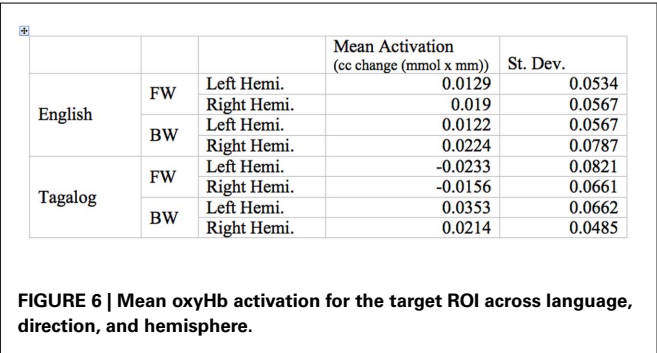 Mean Activation
(cc change (mmol x mm)) St. Dev.
English FW Left Hemi. 0.0129 0.0534
Right Hemi. 0.019 0.0567
BW Left Hemi. 0.0122 0.0567
Right Hemi. 0.0224 0.0787
Tagalog FW Left Hemi. -0.0233 0.0821
Right Hemi. -0.0156 0.0661
BW Left Hemi. 0.0353 0.0662
Right Hemi. 0.0214 0.0485
FIGURE 6 | Mean oxyHb activation for the target ROI across language,
direction, and hemisphere.